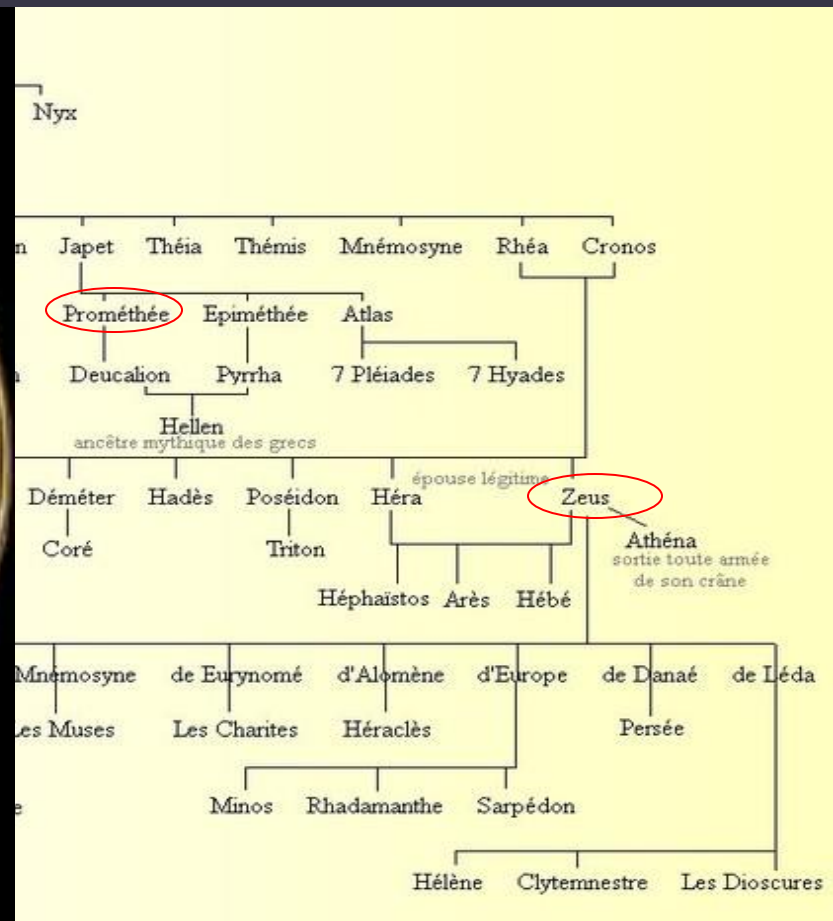 Nyx
n Japet Théia Thémis Mnémosyne Rhéa Cronos
Prométhée Epiméthée Atlas
Deucalion Pyrrha 7 Pléiades 7 Hyades
Hellen
ancêtre mythique des grecs
épouse légitime
Déméter Hadès Poséidon Héra Zeus
Coré Triton Athéna
sortie toute armée
de son crâne
Héphaïstos Arès Hébé
Mnémosyne de Eurynomé d'Alomène d'Europe de Danaé de Léda
Les Muses Les Charites Héraclès Persée
e Minos Rhadamanthe Sarpédon
Hélène Clytemnestre Les Dioscures